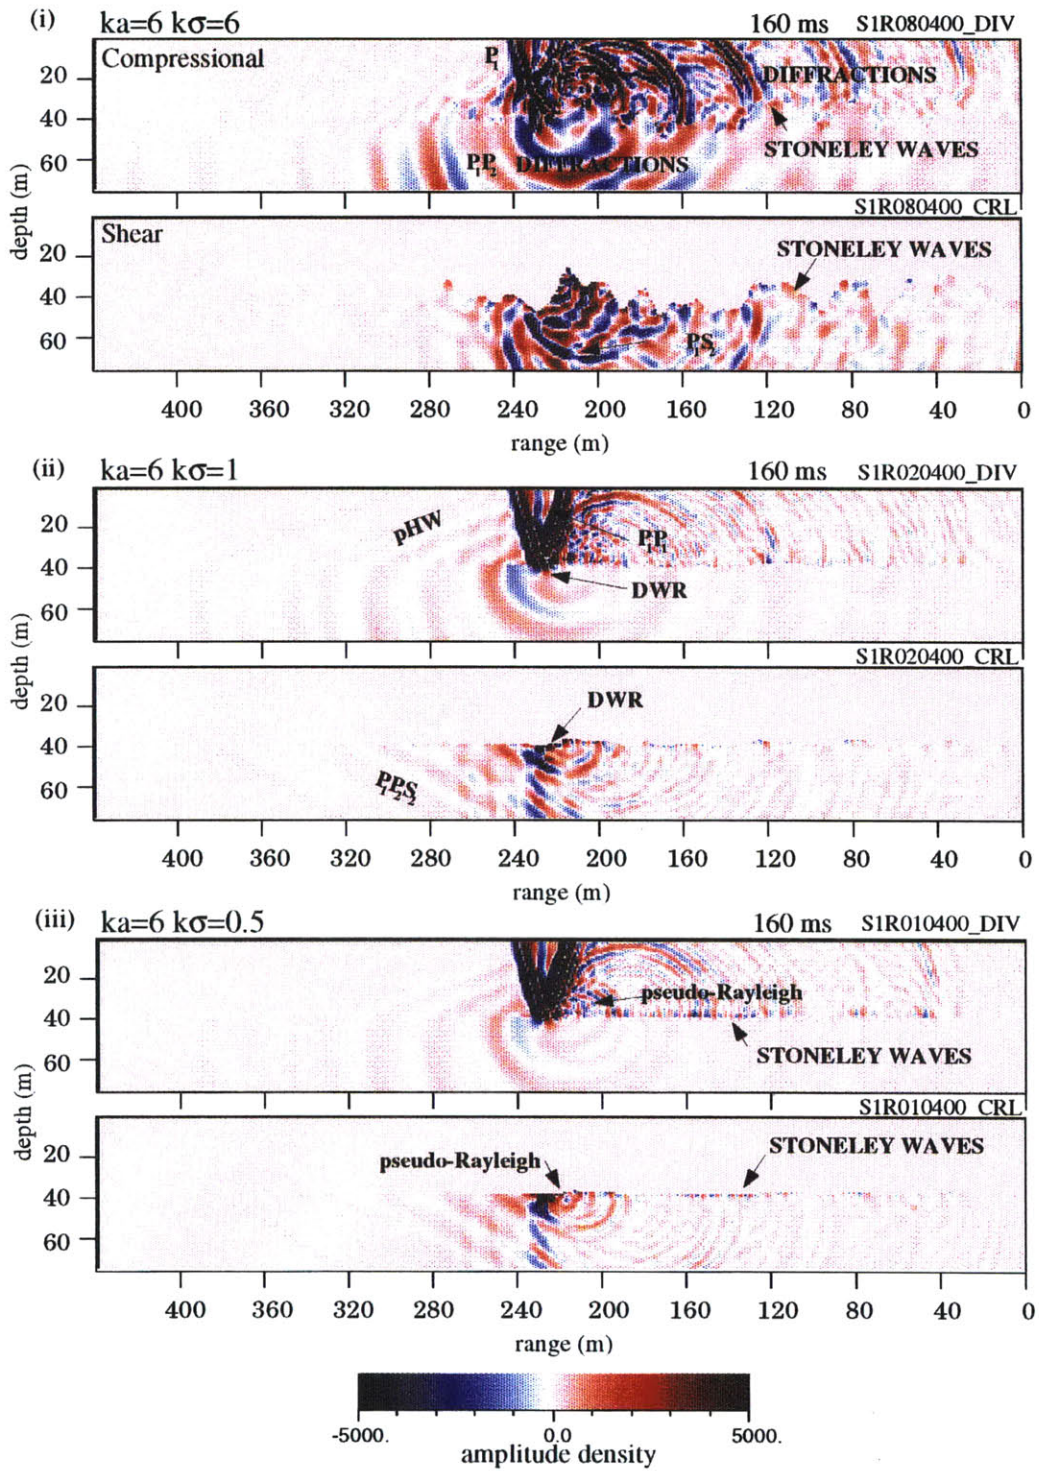 (i) ka=6 kσ=6 160 ms S1R080400_DIV
Compressional
P1
DIFFRACTIONS
STONELEY WAVES
P1P2 DIFFRACTIONS
20
40
60
S1R080400_CRL
Shear
STONELEY WAVES
P1S2
20
40
60
depth (m)
400 360 320 280 240 200 160 120 80 40 0
range (m)
(ii) ka=6 kσ=1 160 ms S1R020400_DIV
pHW
P1P1
DWR
20
40
60
S1R020400_CRL
DWR
P1P2S2
20
40
60
depth (m)
400 360 320 280 240 200 160 120 80 40 0
range (m)
(iii) ka=6 kσ=0.5 160 ms S1R010400_DIV
pseudo-Rayleigh
STONELEY WAVES
20
40
60
S1R010400_CRL
STONELEY WAVES
pseudo-Rayleigh
20
40
60
depth (m)
400 360 320 280 240 200 160 120 80 40 0
range (m)
-5000. 0.0 5000.
amplitude density